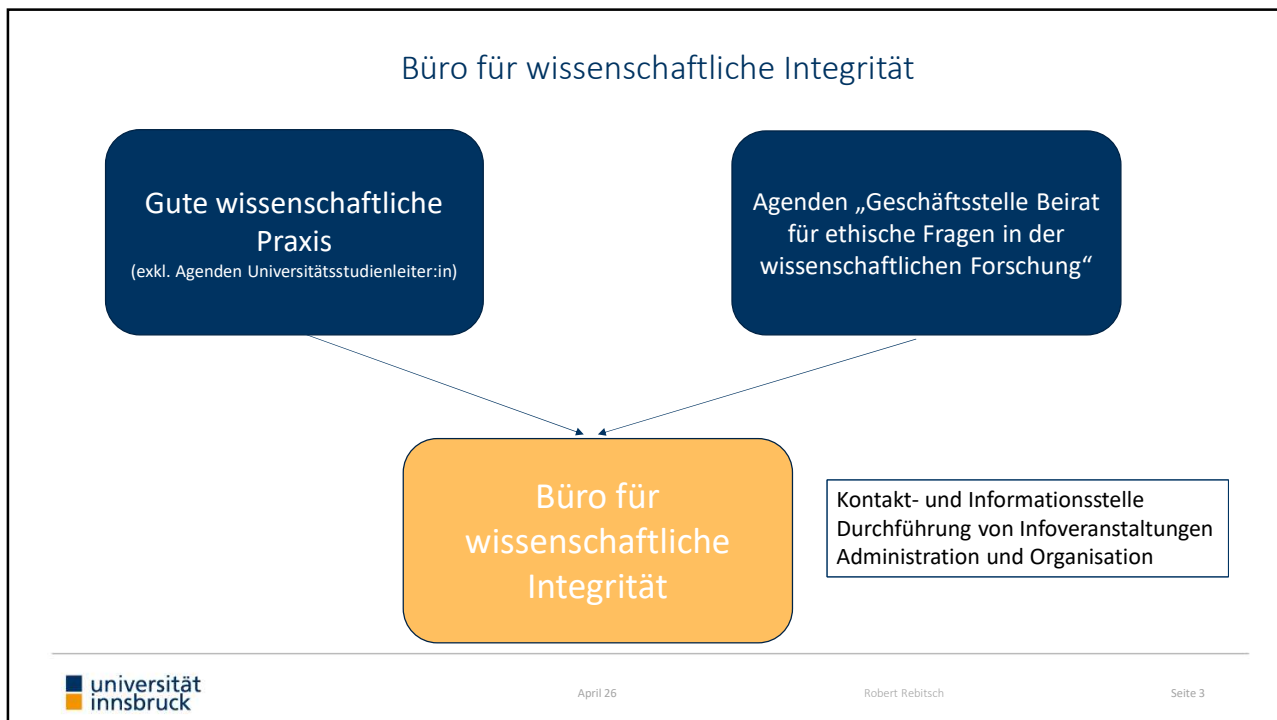 Büro für wissenschaftliche Integrität
Gute wissenschaftliche
Praxis
(exkl. Agenden Universitätsstudienleiter:in)
Agenden „Geschäftsstelle Beirat
für ethische Fragen in der
wissenschaftlichen Forschung“
Büro für
wissenschaftliche
Integrität
Kontakt- und Informationsstelle
Durchführung von Infoveranstaltungen
Administration und Organisation
universität
innsbruck
April 26
Robert Rebitsch
Seite 3